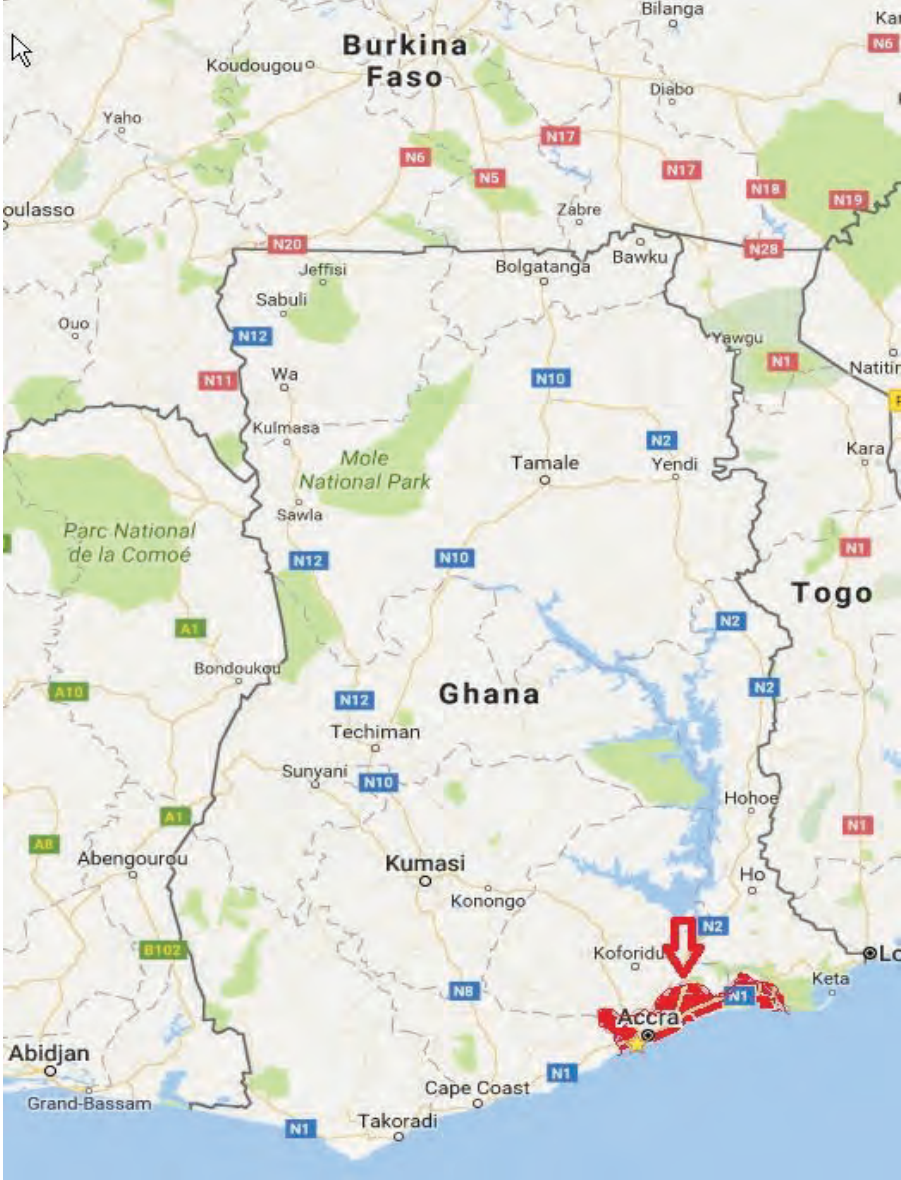 Bilanga
Kar
Burkina
Faso
N6
Koudougou
Diabo
Yaho
N17
N6
N17
N5
N18
N19
oulasso
Zabre
N20
N28
Bawku
Jeffisi
Bolgatanga
Sabuli
Ouo
N12
Yawgu
N1
Natitin
Wa
N11
N10
Kulmasa
N2
Kara
Mole
National Park
Tamale
Yendi
Sawla
Parc National
de la Comoé
N1
N12
N10
Togo
A1
N2
Bondoukou
A10
N12
Ghana
N2
Techiman
Sunyani
N10
Hohoe
A1
N1
A8
Abengourou
Kumasi
Ho
Konongo
N2
B102
Koforidu
Lo
Keta
N8
N1
Accra
Abidjan
N1
Cape Coast
Grand-Bassam
Takoradi
N1